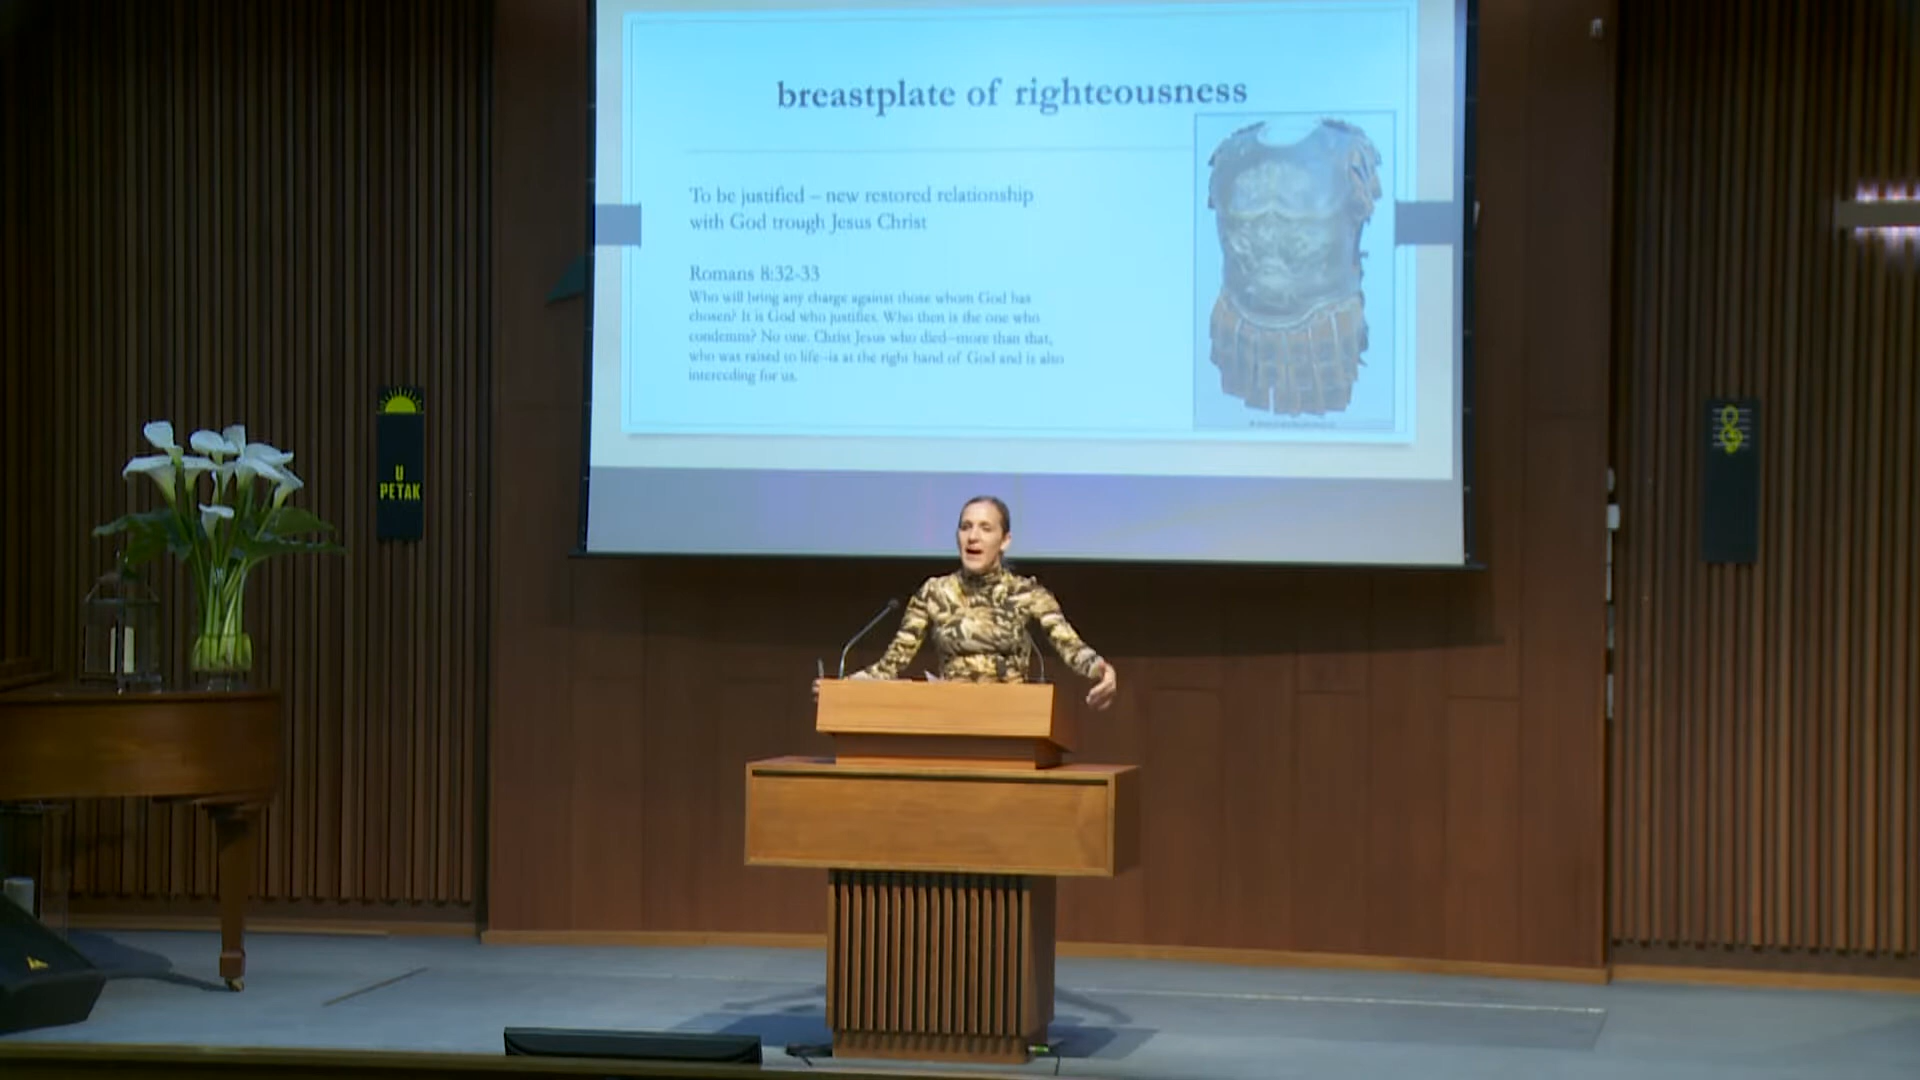 breastplate of righteousness
To be justified – new restored relationship
with God trough Jesus Christ
Romans 8:32-33
Who will bring any charge against those whom God has
chosen? It is God who justifies. Who then is the one who
condemns? No one. Christ Jesus who died--more than that,
who was raised to life--is at the right hand of God and is also
interceding for us.
U
PETAK